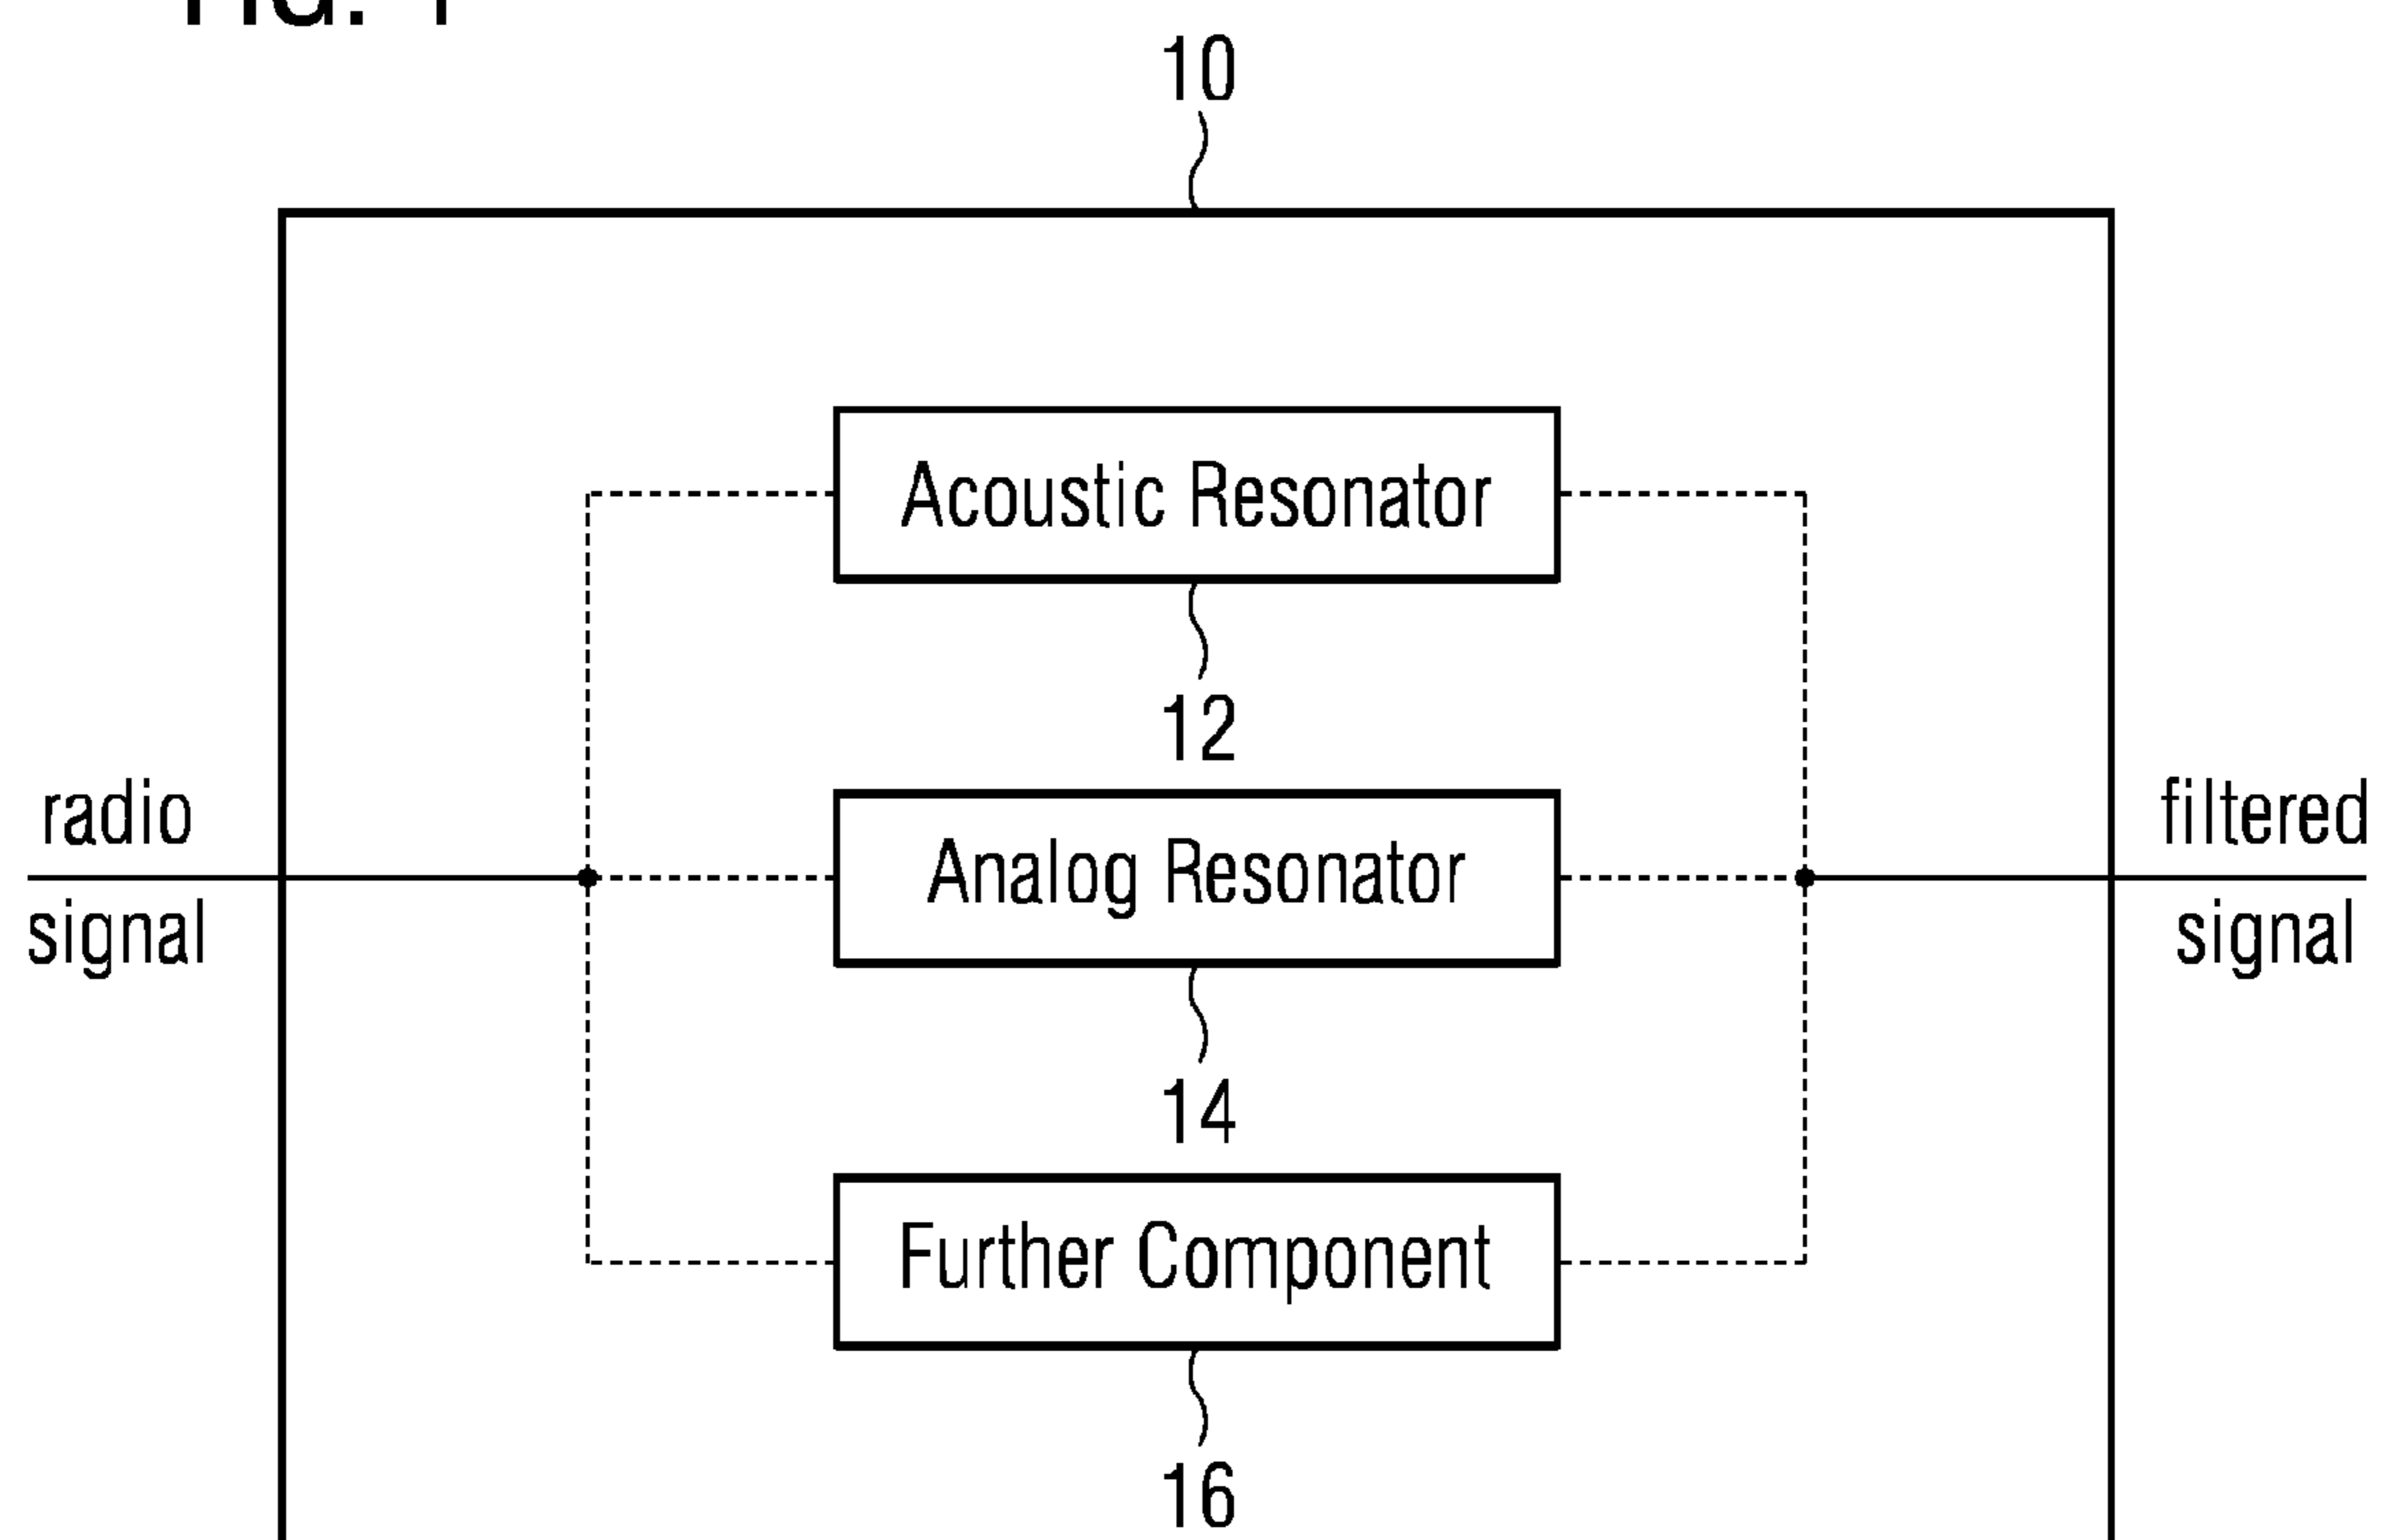 10
Acoustic Resonator
12
radio
signal
Analog Resonator
filtered
signal
14
Further Component
16